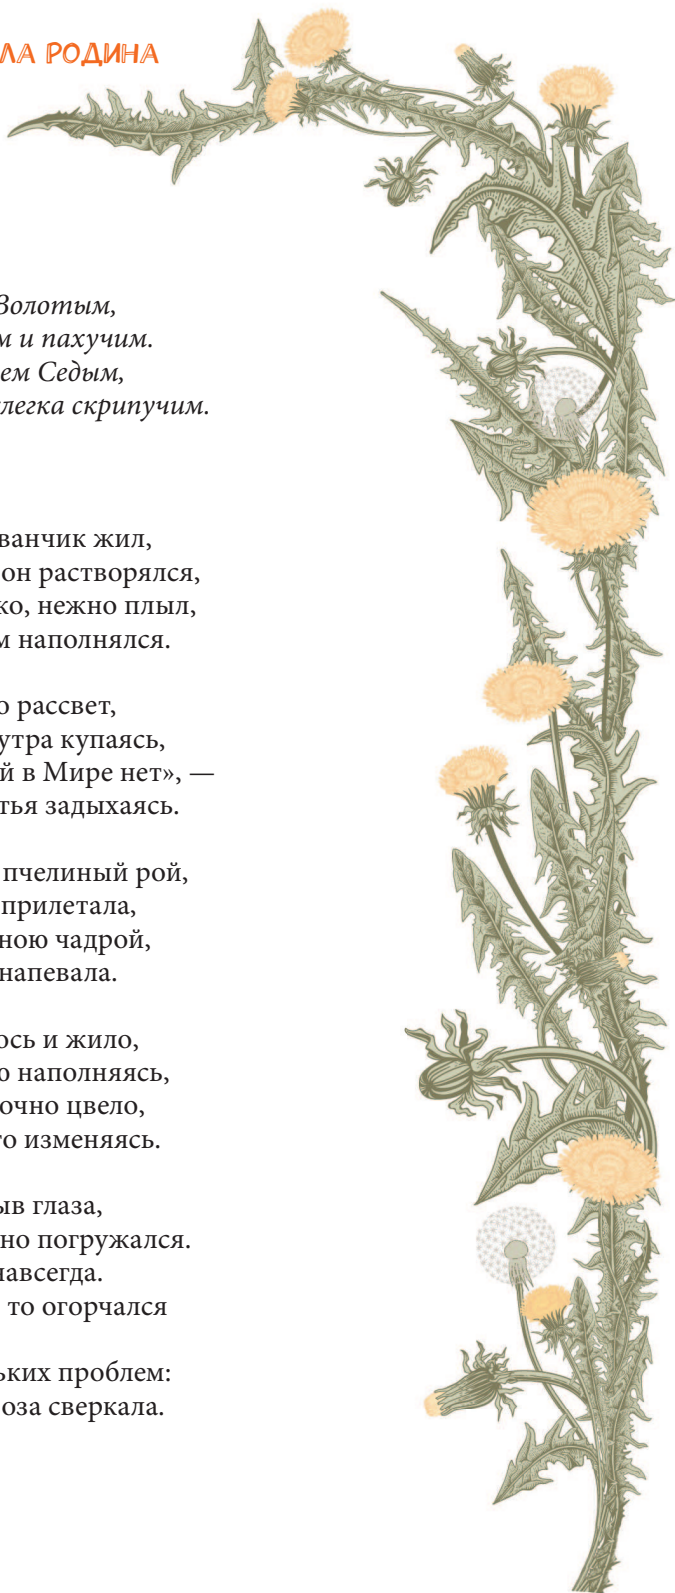 ЛА РОДИНА
Золотым,
м и пахучим.
ем Седым,
легка скрипучим.
ванчик жил,
он растворялся,
ко, нежно плыл,
м наполнялся.
о рассвет,
утра купаясь,
й в Мире нет», —
тья задыхаясь.
пчелиный рой,
прилетала,
ною чадрой,
напевала.
ось и жило,
ю наполняясь,
очно цвело,
то изменяясь.
ыв глаза,
но погружался.
навсегда.
то огорчался
ьких проблем:
оза сверкала.